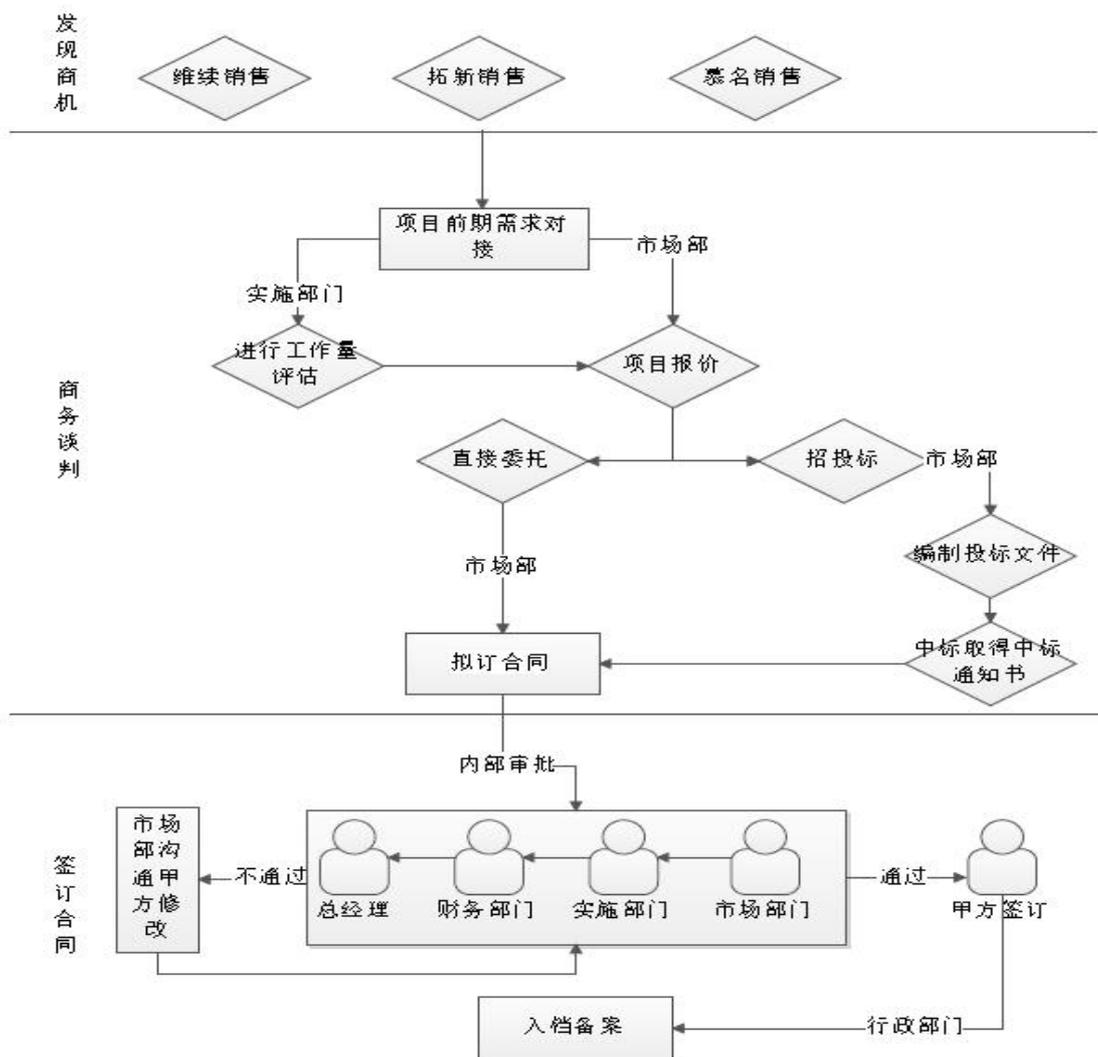 发现商机
维续销售
拓新销售
慕名销售
项目前期需求对
接
市场部
实施部门
进行工作量
评估
项目报价
商务谈判
直接委托
招投标
市场部
编制投标文件
市场部
中标取得中标
通知书
拟订合同
内部审批
签订合同
市场
部沟
通甲
方修
改
不通过
总经理
财务部门
实施部门
市场部门
通过
甲方签订
入档备案
行政部门